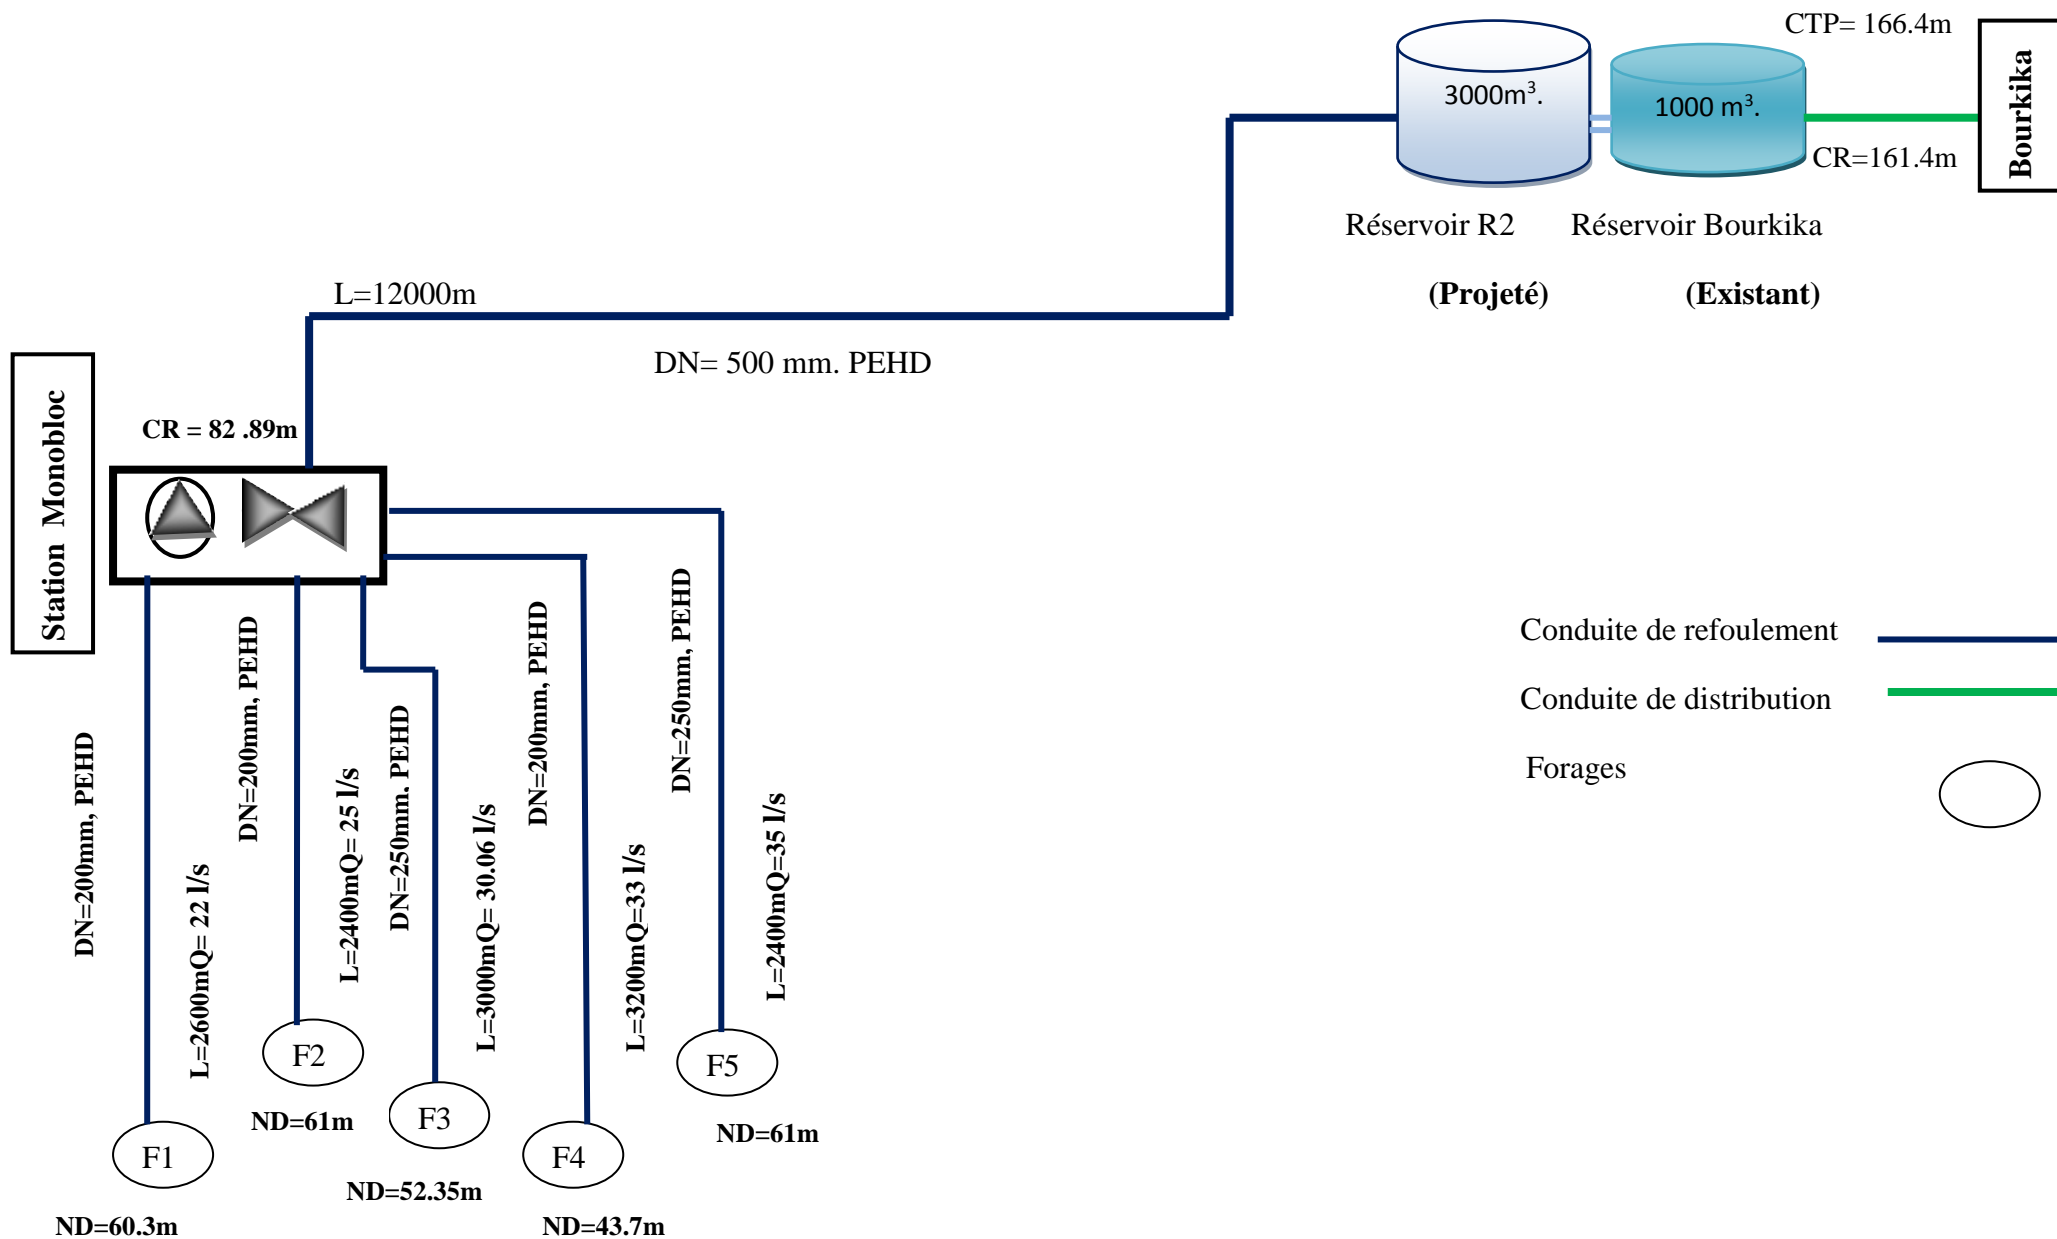 CTP= 166.4m
Bourkika
3000m³.
1000 m³.
CR=161.4m
Réservoir R2
Réservoir Bourkika
(Projeté)
(Existant)
L=12000m
DN= 500 mm. PEHD
Station Monobloc
CR = 82 .89m
DN=200mm, PEHD
L=2600mQ= 22 l/s
DN=200mm, PEHD
L=2400mQ= 25 l/s
DN=250mm. PEHD
L=3000mQ= 30.06 l/s
DN=200mm, PEHD
L=3200mQ=33 l/s
DN=250mm, PEHD
L=2400mQ=35 l/s
Conduite de refoulement
Conduite de distribution
Forages
F1
F2
F3
F4
F5
ND=60.3m
ND=61m
ND=52.35m
ND=43.7m
ND=61m